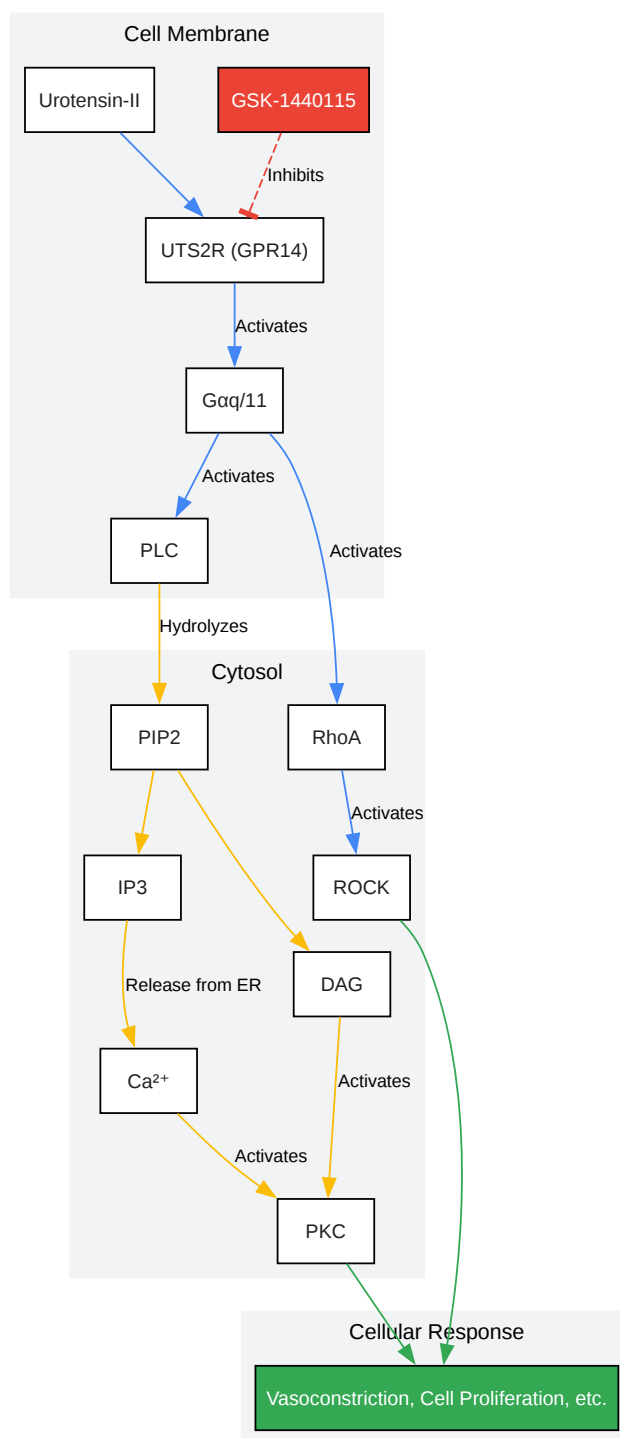 Cell Membrane
Urotensin-II
GSK-1440115
Inhibits
UTS2R (GPR14)
Activates
Gαq/11
Activates
PLC
Activates
Hydrolyzes
Cytosol
PIP2
RhoA
Activates
IP3
ROCK
Release from ER
DAG
Ca²⁺
Activates
Activates
PKC
Cellular Response
Vasoconstriction, Cell Proliferation, etc.